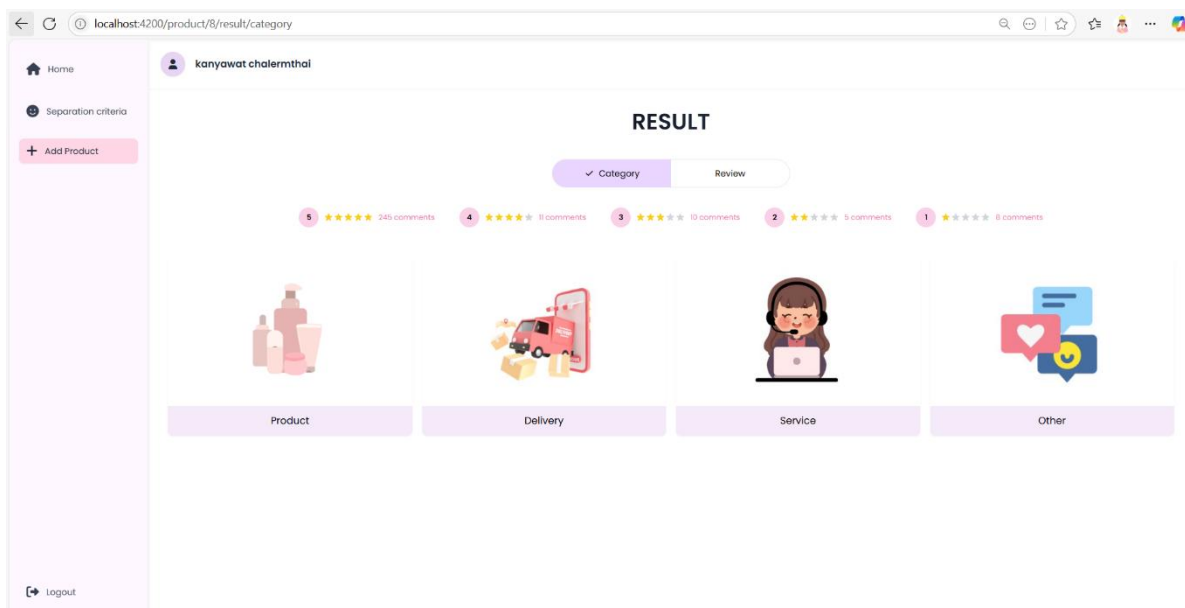 localhost:4200/product/8/result/category
Home
kanyawat chalermthai
Separation criteria
Add Product
RESULT
Category
Review
5 245 comments
4 11 comments
3 10 comments
2 5 comments
1 comments
Product
Delivery
Service
Other
Logout